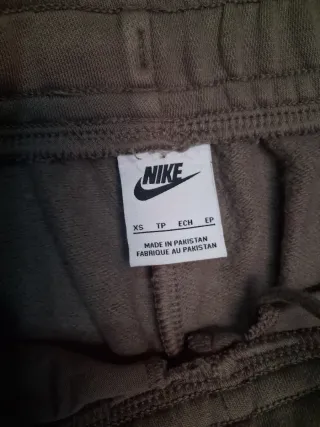 NIKE
XS TP ECH EP
MADE IN PAKISTAN
FABRIQUE AU PAKISTAN